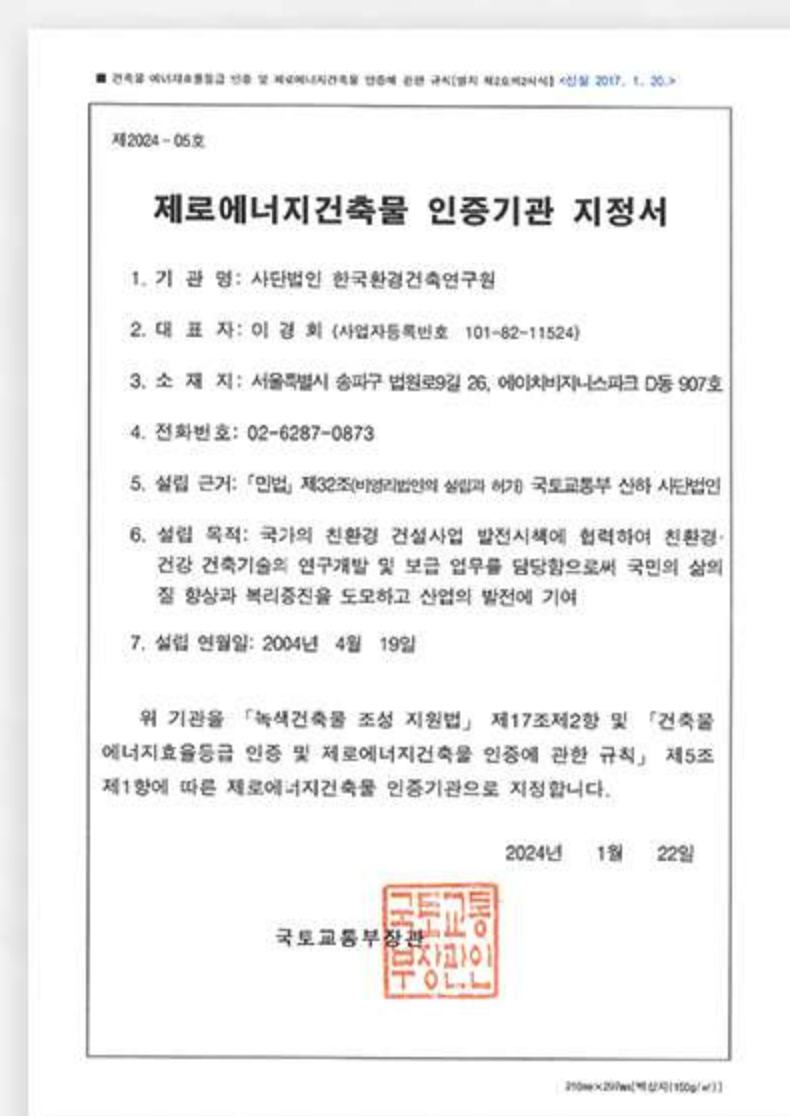 ■ 건축물 에너지효율등급 인증 및 제로에너지건축물 인증에 관한 규칙[별지 제2호의2서식] <신설 2017. 1. 20.>
제2024-05호
제로에너지건축물 인증기관 지정서
1. 기 관 명: 사단법인 한국환경건축연구원
2. 대 표 자: 이 경 회 (사업자등록번호 101-82-11524)
3. 소 재 지: 서울특별시 송파구 법원로9길 26, 에이치비지니스파크 D동 907호
4. 전화번호: 02-6287-0873
5. 설립 근거: 「민법」 제32조(비영리법인의 설립과 허가) 국토교통부 산하 사단법인
6. 설립 목적: 국가의 친환경 건설사업 발전시책에 협력하여 친환경·
건강 건축기술의 연구개발 및 보급 업무를 담당함으로써 국민의 삶의
질 향상과 복리증진을 도모하고 산업의 발전에 기여
7. 설립 연월일: 2004년 4월 19일
위 기관을 「녹색건축물 조성 지원법」 제17조제2항 및 「건축물
에너지효율등급 인증 및 제로에너지건축물 인증에 관한 규칙」 제5조
제1항에 따른 제로에너지건축물 인증기관으로 지정합니다.
2024년 1월 22일
국토교통부장관
국토교통
부장관인
210mm×297mm[백상지(150g/㎡)]